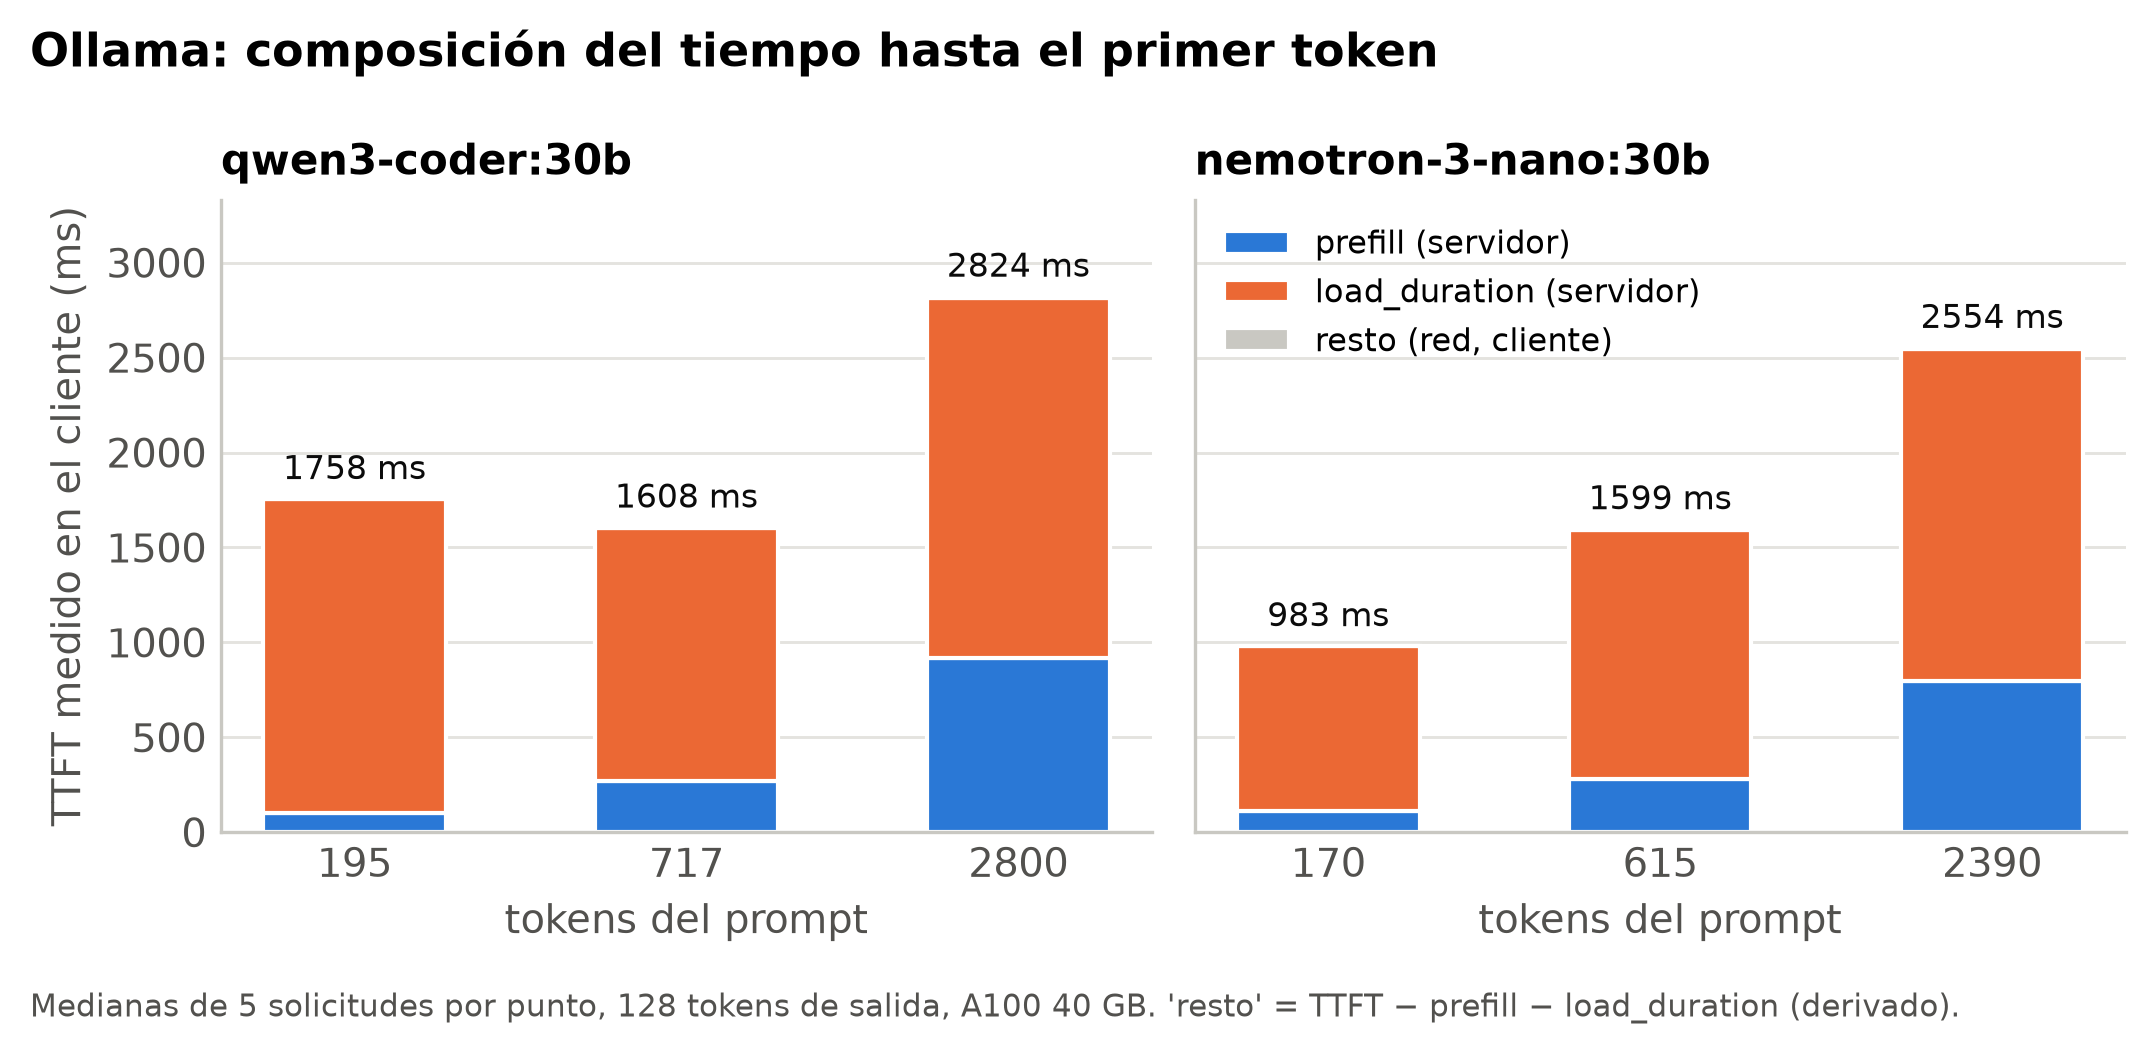 Ollama: composición del tiempo hasta el primer token
qwen3-coder:30b
TTFT medido en el cliente (ms)
3000
2500
2000
1500
1000
500
0
1758 ms
1608 ms
2824 ms
195
717
2800
tokens del prompt
nemotron-3-nano:30b
prefill (servidor)
load_duration (servidor)
resto (red, cliente)
983 ms
1599 ms
2554 ms
170
615
2390
tokens del prompt
Medianas de 5 solicitudes por punto, 128 tokens de salida, A100 40 GB. 'resto' = TTFT − prefill − load_duration (derivado).